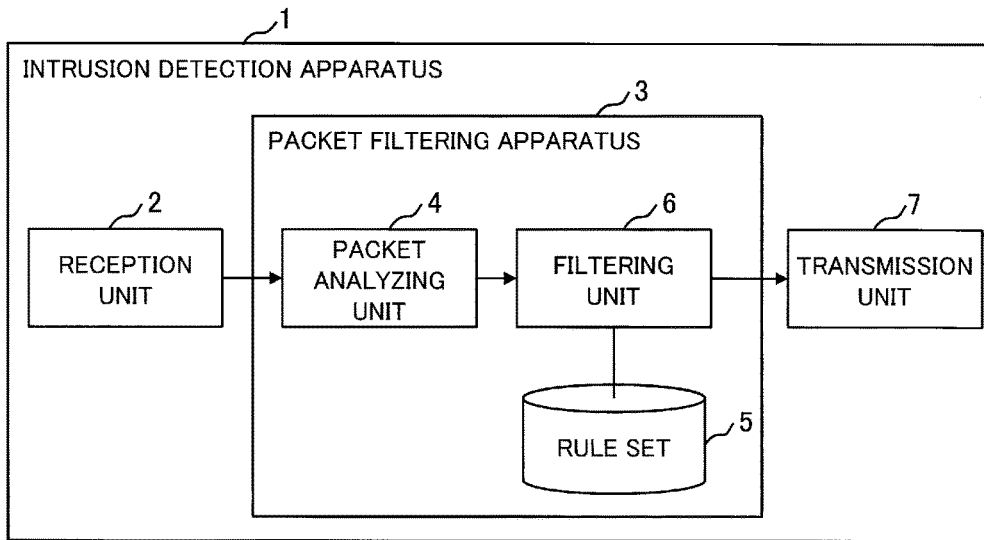 1
INTRUSION DETECTION APPARATUS
3
PACKET FILTERING APPARATUS
2
RECEPTION
UNIT
4
PACKET
ANALYZING
UNIT
6
FILTERING
UNIT
7
TRANSMISSION
UNIT
5
RULE SET